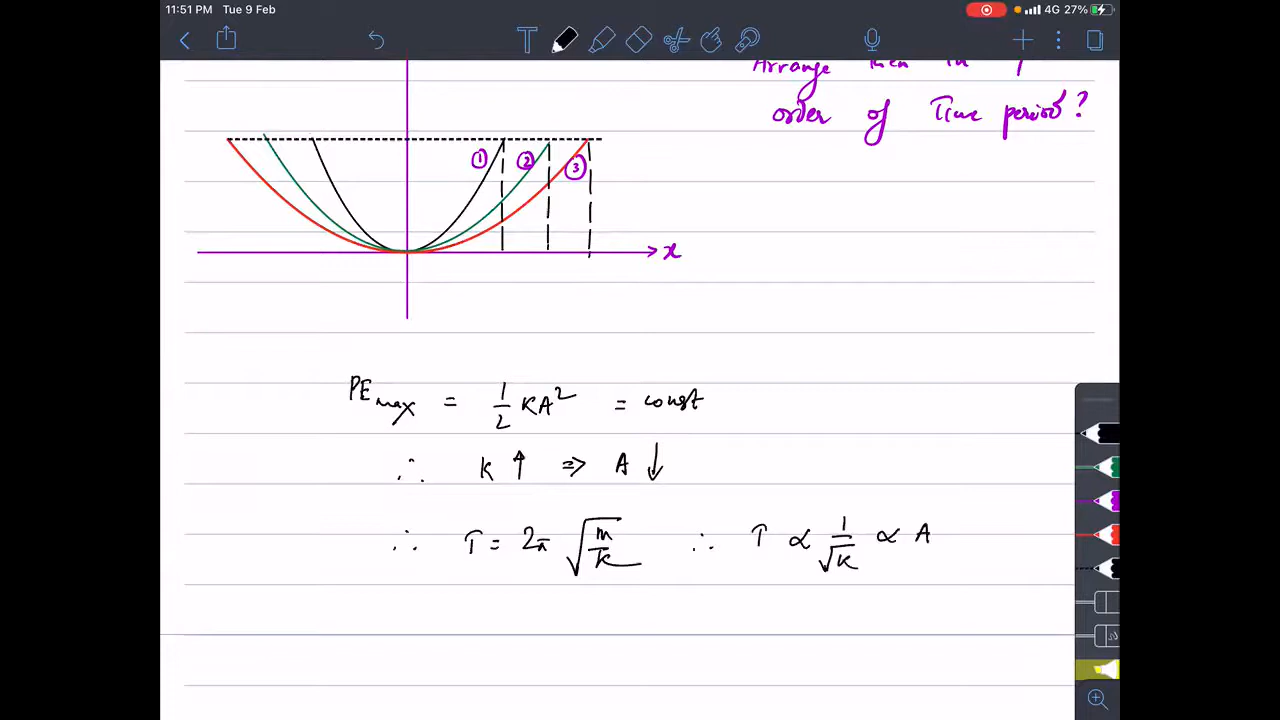 11:51 PM Tue 9 Feb
4G 27%
Arrange
order of Time period?
① ② ③
x
PEmax = 1/2 KA² = const
∴ K ↑ ⇒ A ↓
∴ T = 2π √(m/K) ∴ T ∝ 1/√K ∝ A